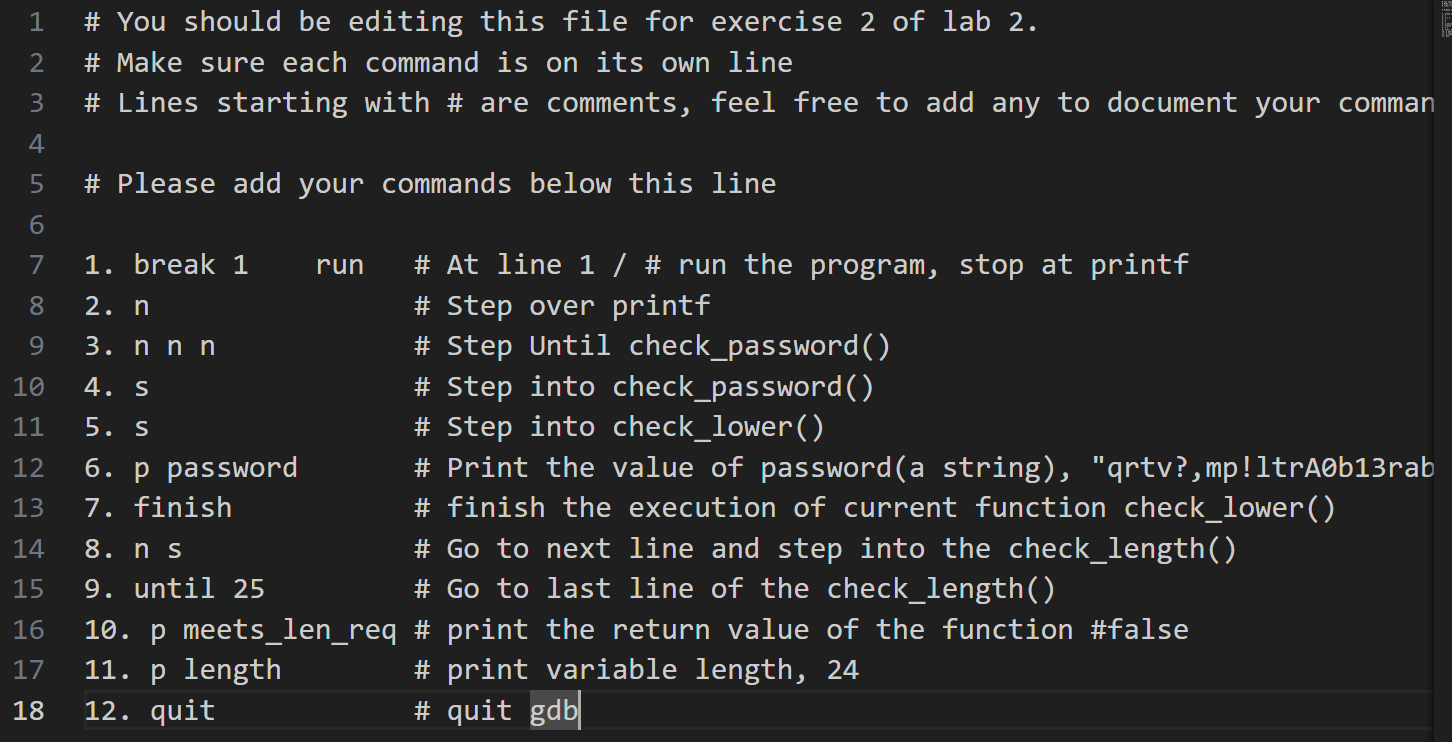 1 # You should be editing this file for exercise 2 of lab 2.
2 # Make sure each command is on its own line
3 # Lines starting with # are comments, feel free to add any to document your comman
4
5 # Please add your commands below this line
6
7 1. break 1    run   # At line 1 / # run the program, stop at printf
8 2. n                # Step over printf
9 3. n n n            # Step Until check_password()
10 4. s                # Step into check_password()
11 5. s                # Step into check_lower()
12 6. p password       # Print the value of password(a string), "qrtv?,mp!ltrA0b13rab
13 7. finish           # finish the execution of current function check_lower()
14 8. n s              # Go to next line and step into the check_length()
15 9. until 25         # Go to last line of the check_length()
16 10. p meets_len_req # print the return value of the function #false
17 11. p length        # print variable length, 24
18 12. quit            # quit gdb